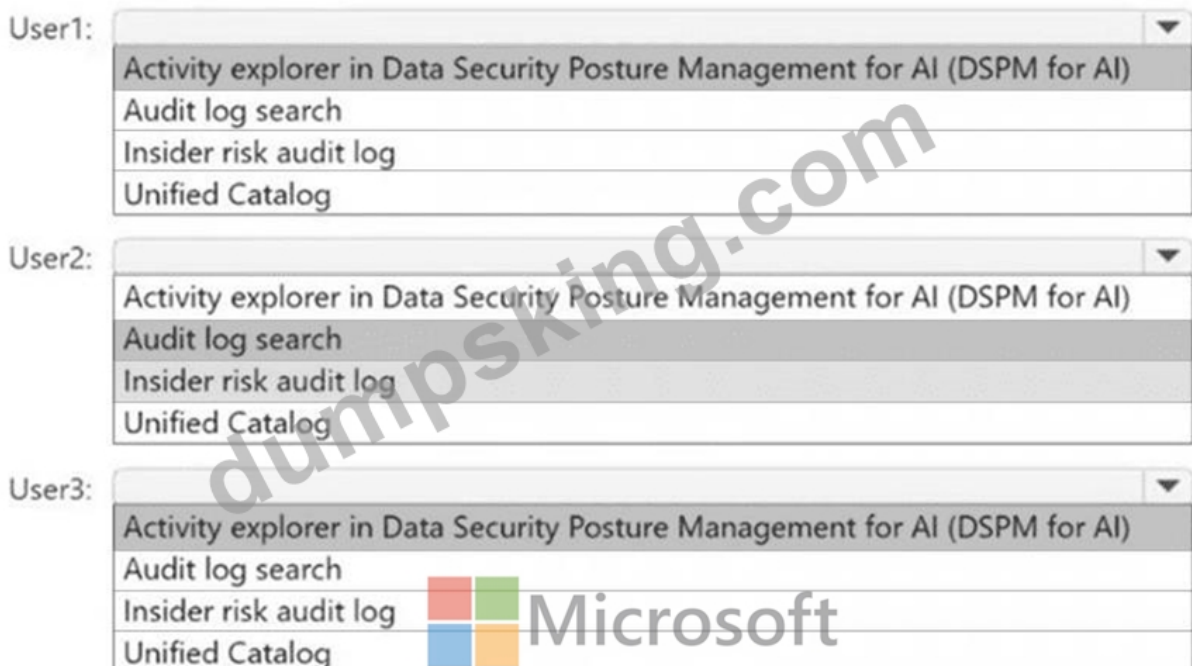 User1:
Activity explorer in Data Security Posture Management for AI (DSPM for AI)
Audit log search
Insider risk audit log
Unified Catalog
User2:
Activity explorer in Data Security Posture Management for AI (DSPM for AI)
Audit log search
Insider risk audit log
Unified Catalog
User3:
Activity explorer in Data Security Posture Management for AI (DSPM for AI)
Audit log search
Insider risk audit log
Unified Catalog
dumpsking.com
Microsoft